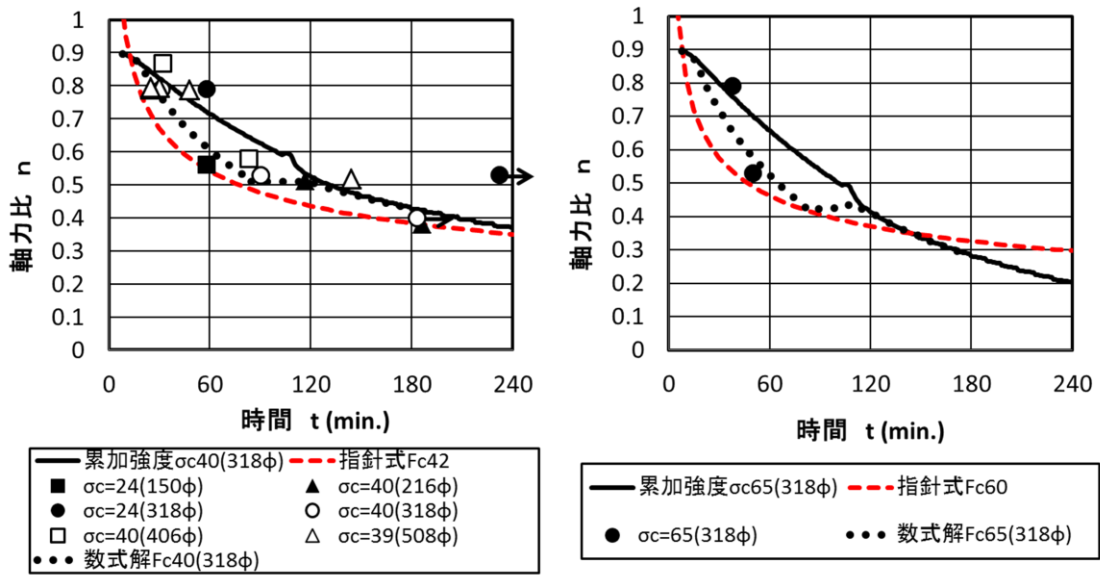 1
0.9
0.8
0.7
0.6
0.5
0.4
0.3
0.2
0.1
0
軸力比 n
0 60 120 180 240
時間 t (min.)
累加強度σc40(318φ) 指針式Fc42
σc=24(150φ) σc=40(216φ)
σc=24(318φ) σc=40(318φ)
σc=40(406φ) σc=39(508φ)
数式解Fc40(318φ)
1
0.9
0.8
0.7
0.6
0.5
0.4
0.3
0.2
0.1
0
軸力比 n
0 60 120 180 240
時間 t (min.)
累加強度σc65(318φ) 指針式Fc60
σc=65(318φ) 数式解Fc65(318φ)